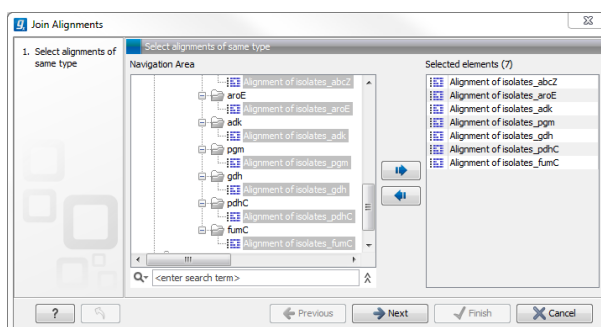 Join Alignments
1. Select alignments of
same type
Select alignments of same type
Navigation Area
Alignment of isolates_abcZ
aroE
Alignment of isolates_aroE
adk
Alignment of isolates_adk
pgm
Alignment of isolates_pgm
gdh
Alignment of isolates_gdh
pdhC
Alignment of isolates_pdhC
fumC
Alignment of isolates_fumC
<enter search term>
Selected elements (7)
Alignment of isolates_abcZ
Alignment of isolates_aroE
Alignment of isolates_adk
Alignment of isolates_pgm
Alignment of isolates_gdh
Alignment of isolates_pdhC
Alignment of isolates_fumC
?
Previous
Next
Finish
Cancel